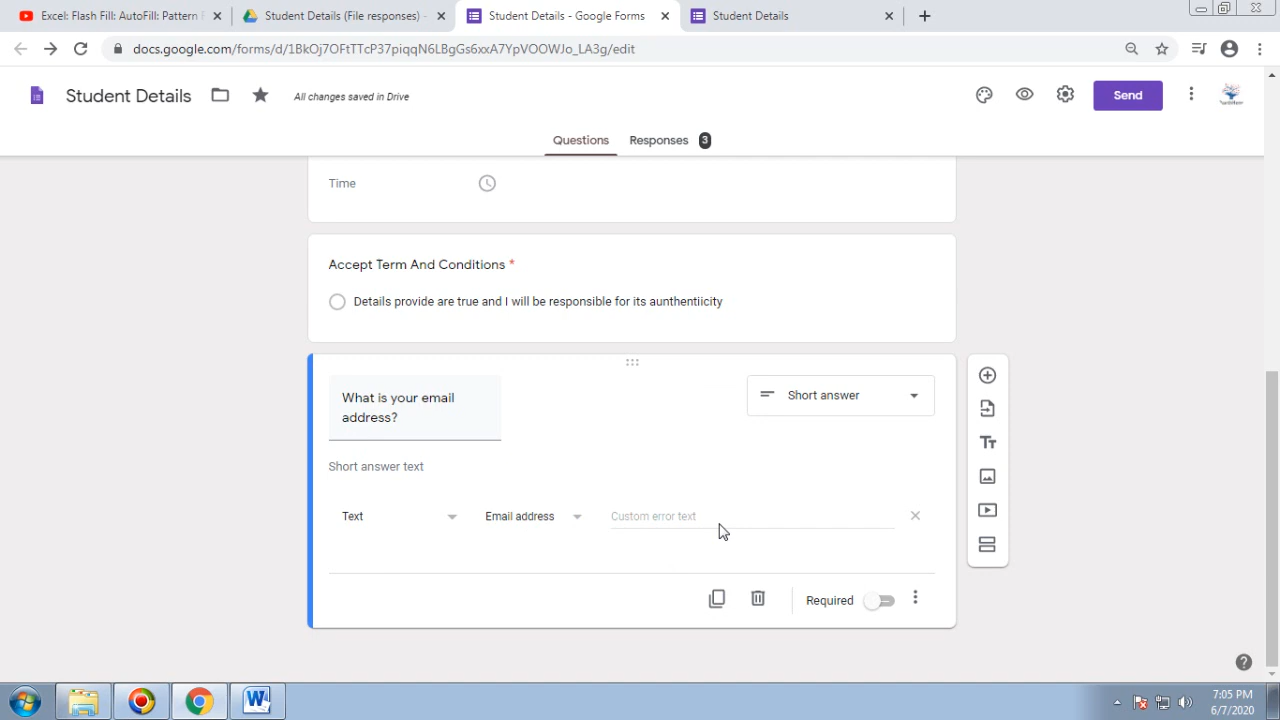 Excel: Flash Fill: AutoFill: Pattern F
Student Details (File responses) -
Student Details - Google Forms
Student Details
docs.google.com/forms/d/1BkOj7OFtTTcP37piqqN6LBgGs6xxA7YpVOOWJo_LA3g/edit
Student Details
All changes saved in Drive
Send
Questions
Responses 3
Time
Accept Term And Conditions *
Details provide are true and I will be responsible for its aunthentiicity
What is your email
address?
Short answer
Short answer text
Text
Email address
Custom error text
Required
7:05 PM
6/7/2020